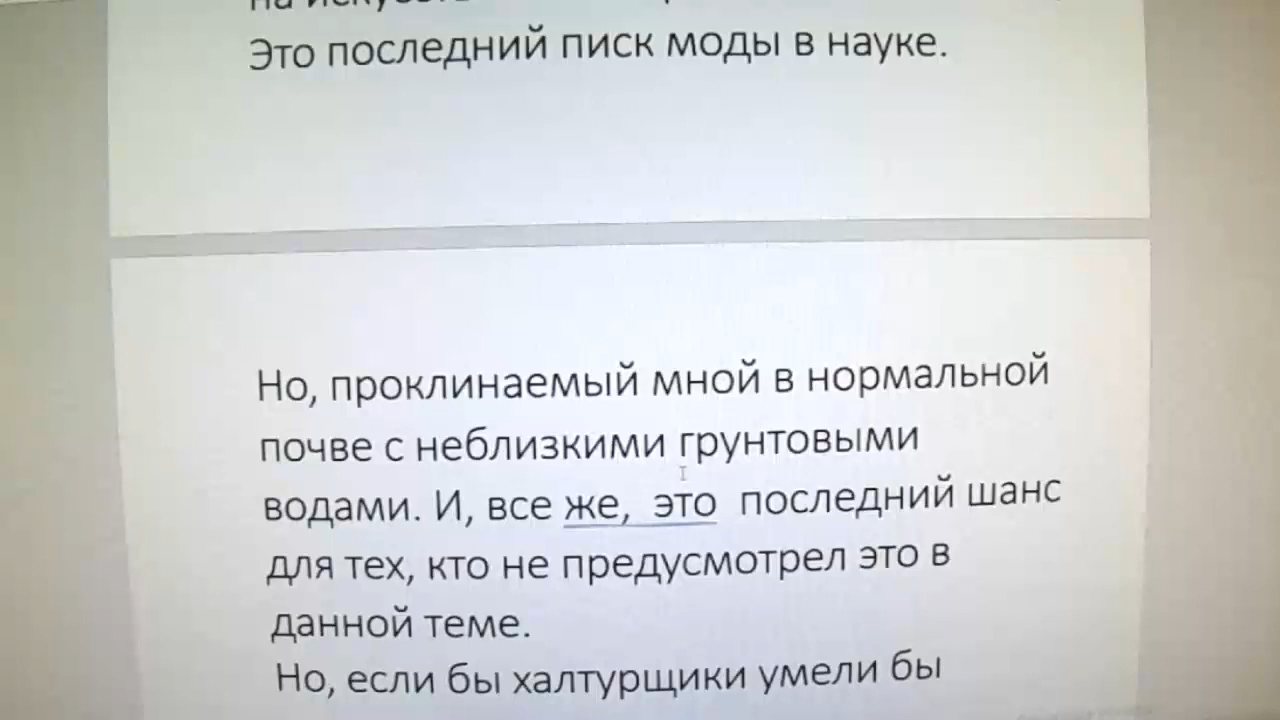 Это последний писк моды в науке.
Но, проклинаемый мной в нормальной
почве с неблизкими грунтовыми
водами. И, все же,  это  последний шанс
для тех, кто не предусмотрел это в
данной теме.
Но, если бы халтурщики умели бы